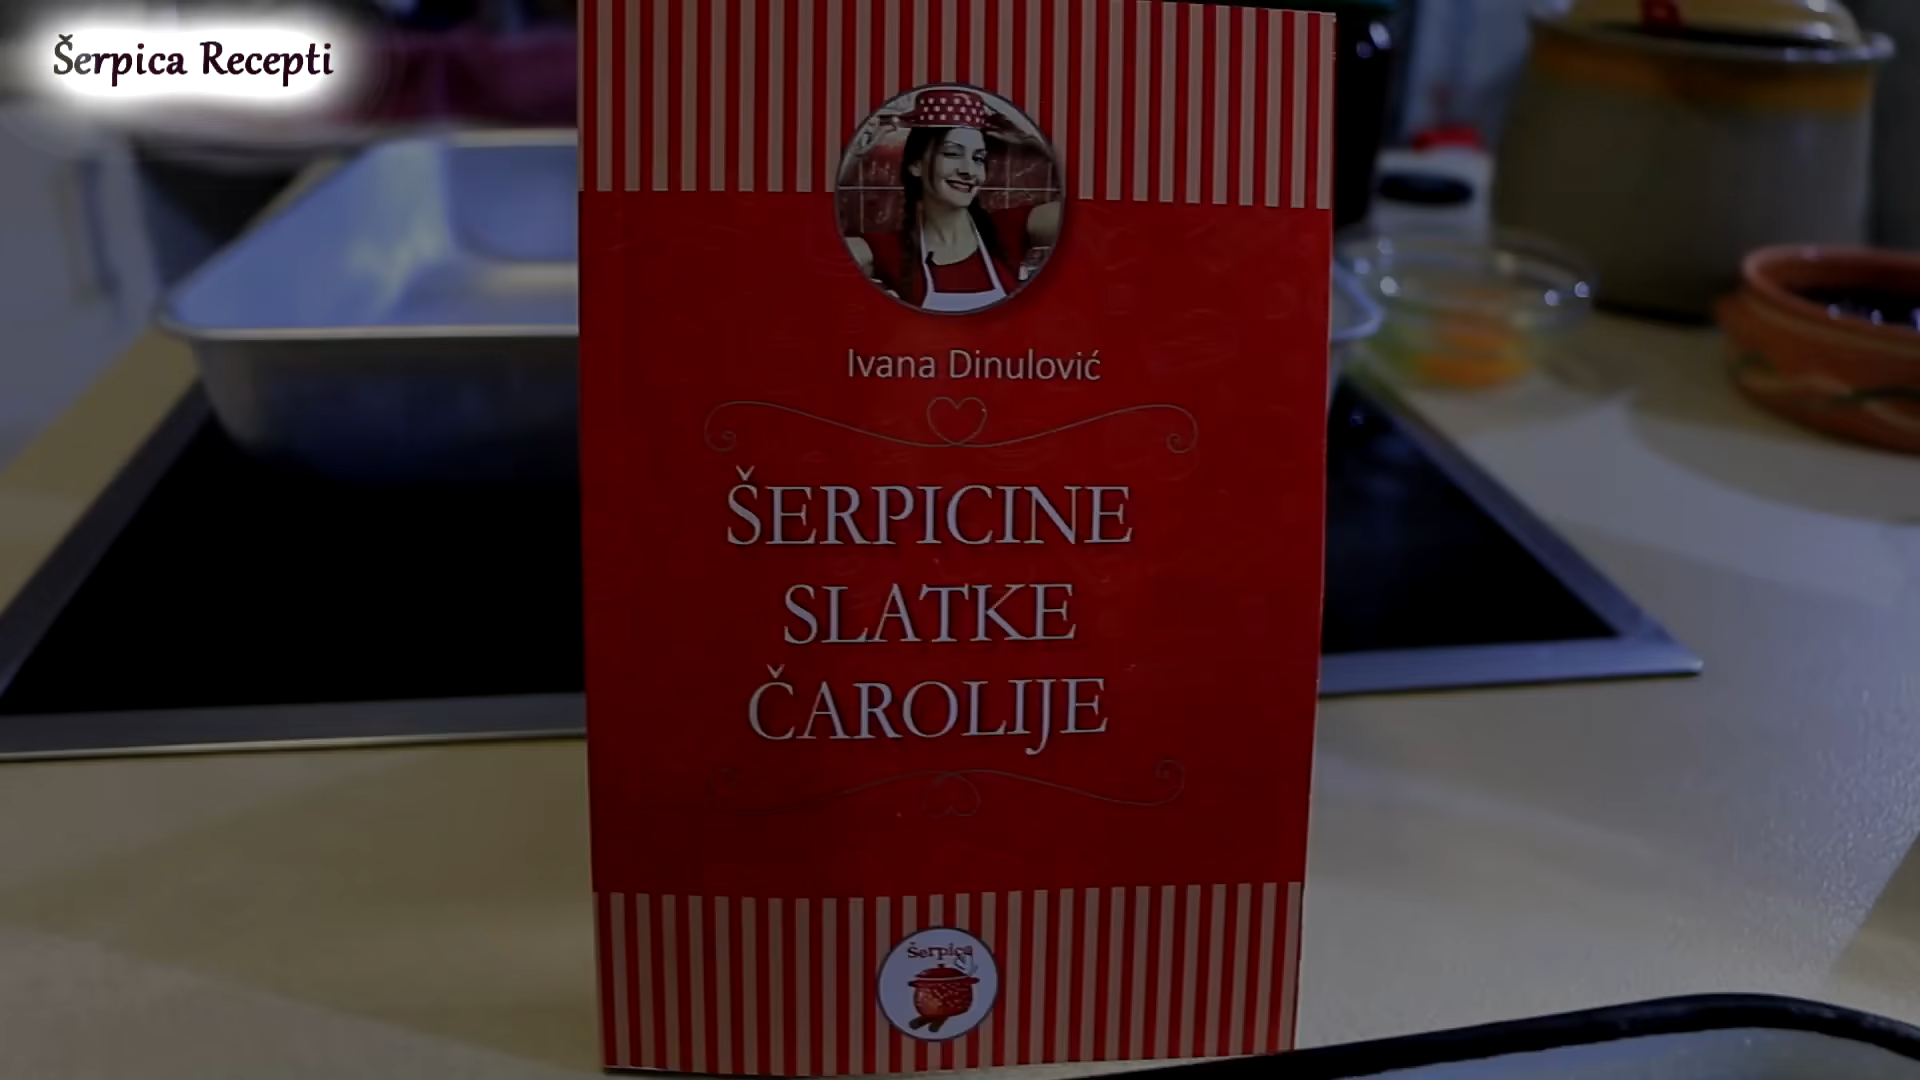 Šerpica Recepti
Ivana Dinulović
ŠERPICINE
SLATKE
ČAROLIJE
Šerpica